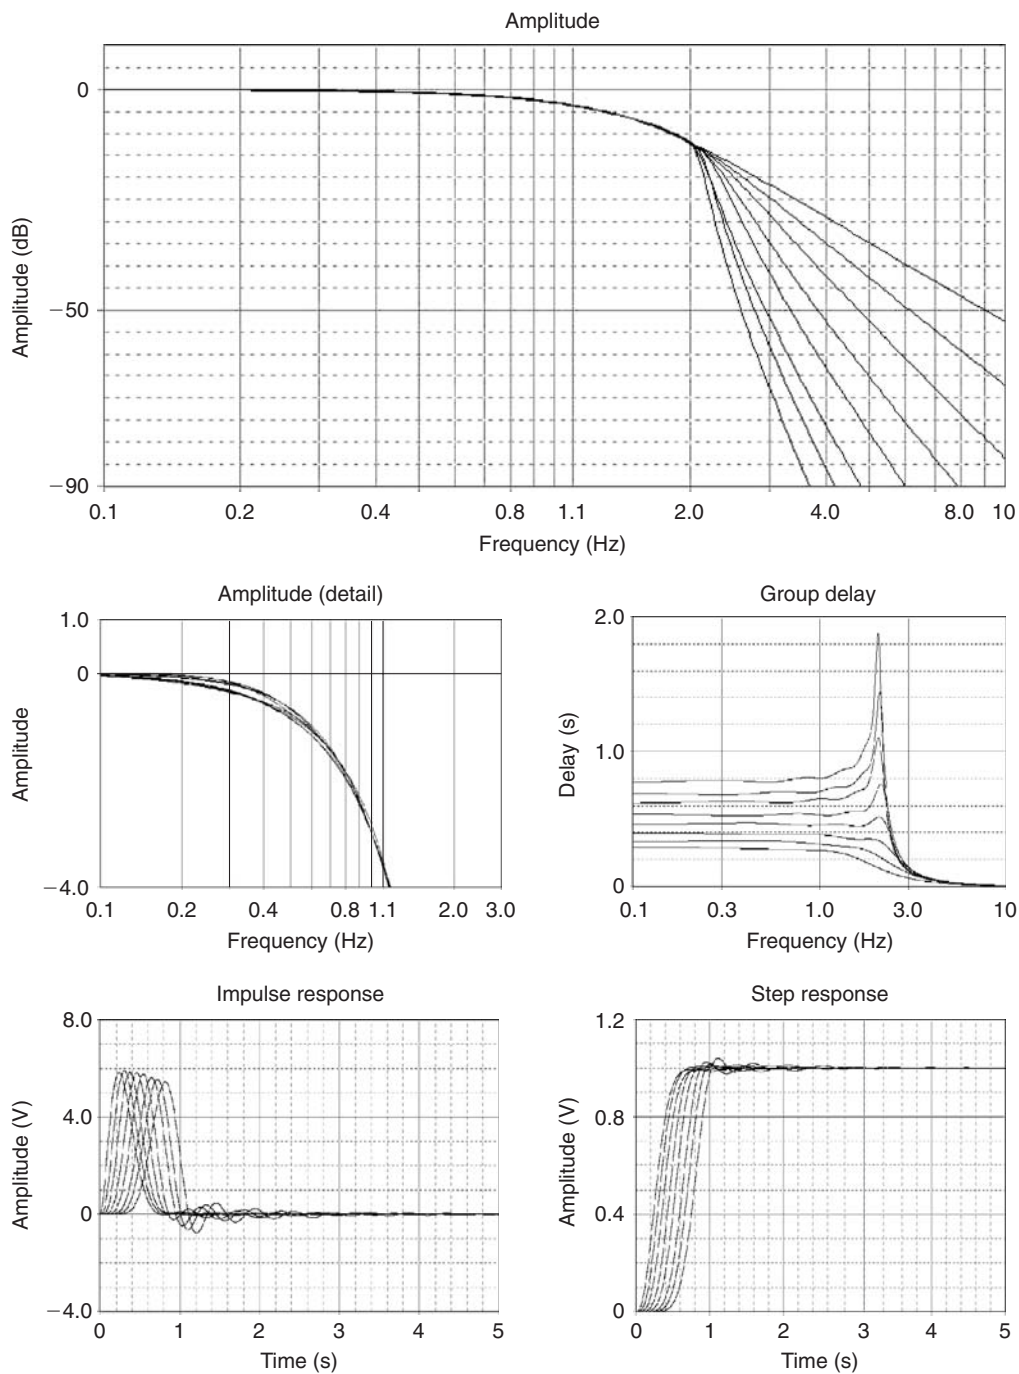 Amplitude
0
−50
−90
Amplitude (dB)
0.1 0.2 0.4 0.8 1.1 2.0 4.0 8.0 10
Frequency (Hz)
Amplitude (detail)
1.0
0
−4.0
Amplitude
0.1 0.2 0.4 0.8 1.1 2.0 3.0
Frequency (Hz)
Group delay
2.0
1.0
0
Delay (s)
0.1 0.3 1.0 3.0 10
Frequency (Hz)
Impulse response
8.0
4.0
0
−4.0
Amplitude (V)
0 1 2 3 4 5
Time (s)
Step response
1.2
0.8
0.4
0
Amplitude (V)
0 1 2 3 4 5
Time (s)